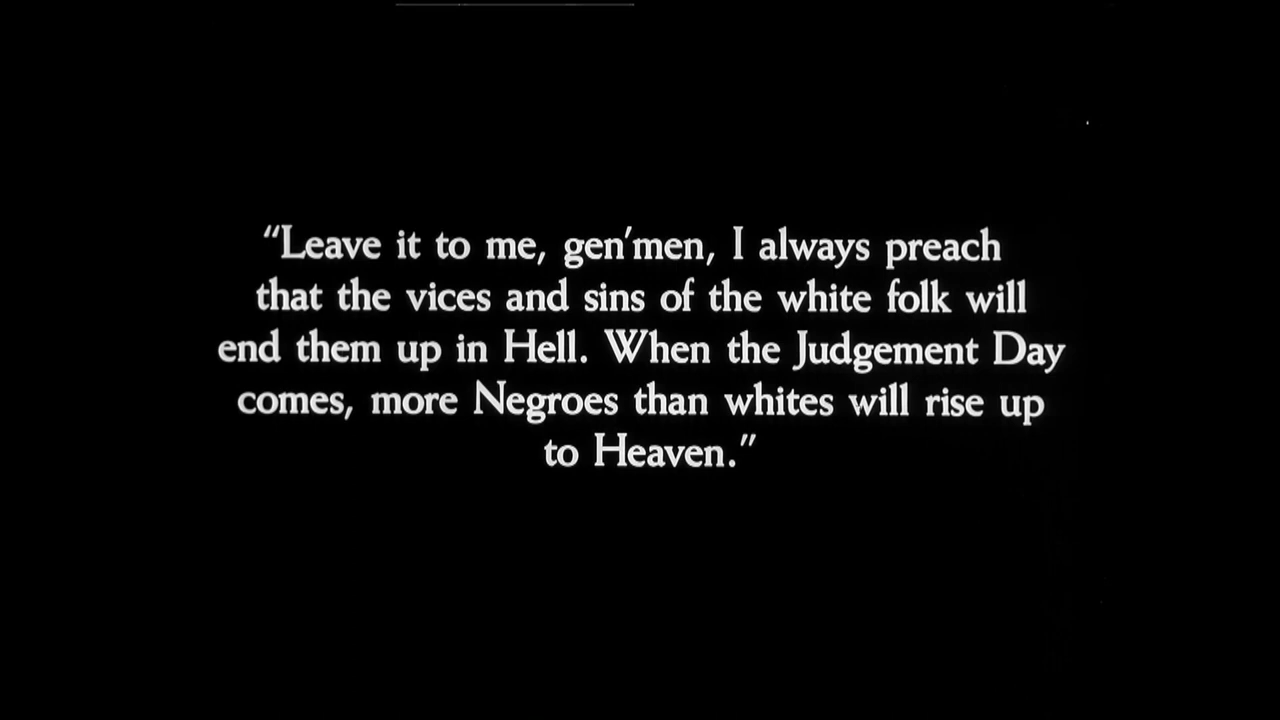 “Leave it to me, gen’men, I always preach
that the vices and sins of the white folk will
end them up in Hell. When the Judgement Day
comes, more Negroes than whites will rise up
to Heaven.”